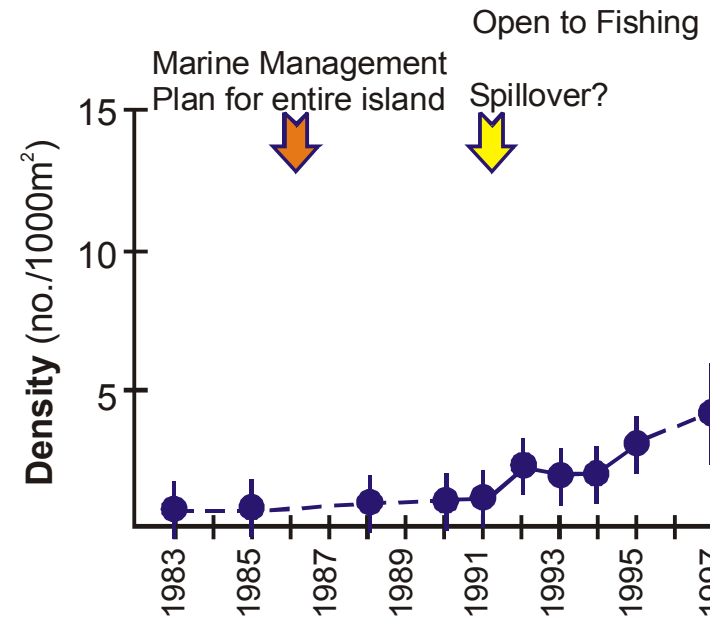 Open to Fishing
Marine Management
Plan for entire island
Spillover?
15
10
5
Density (no./1000m²)
1983
1985
1987
1989
1991
1993
1995
1997